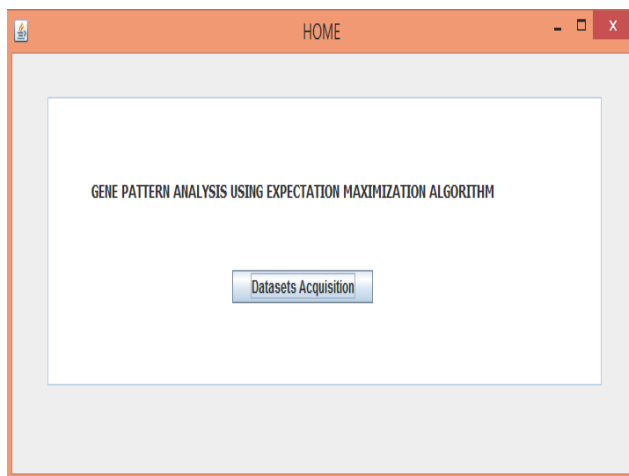 HOME
GENE PATTERN ANALYSIS USING EXPECTATION MAXIMIZATION ALGORITHM
Datasets Acquisition